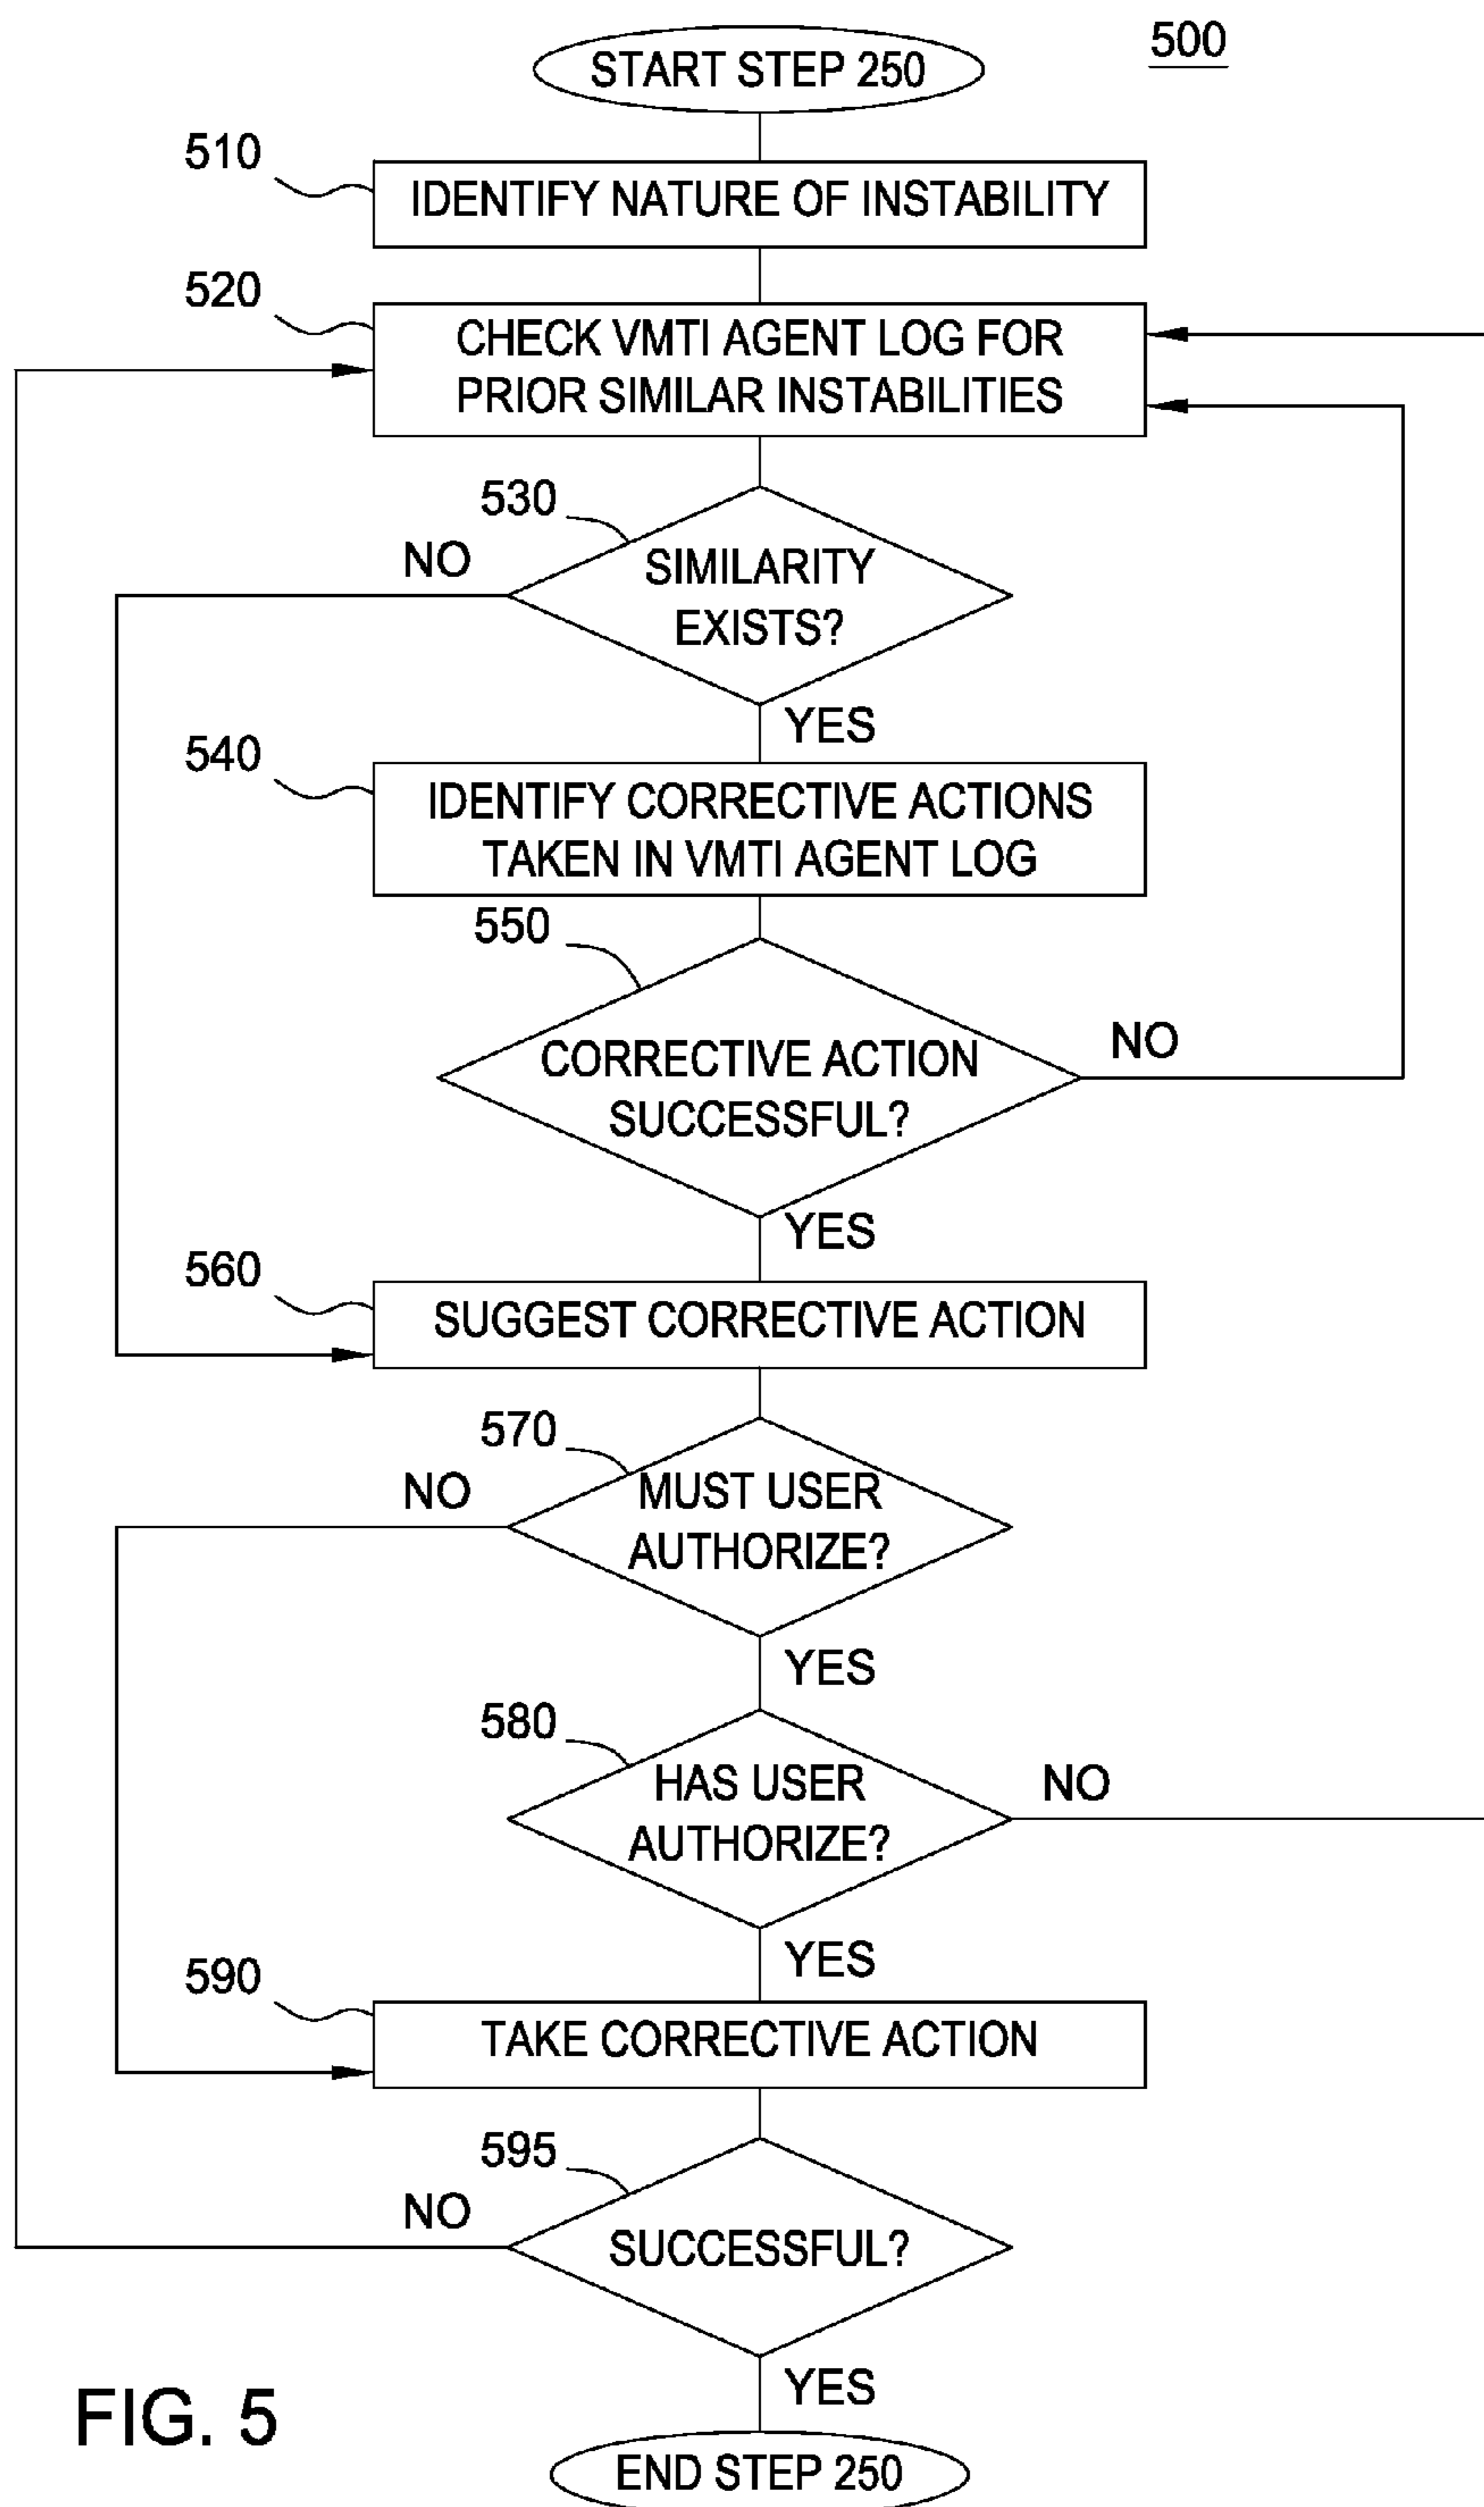 500
START STEP 250
510
IDENTIFY NATURE OF INSTABILITY
520
CHECK VMTI AGENT LOG FOR
PRIOR SIMILAR INSTABILITIES
530
NO
SIMILARITY
EXISTS?
YES
540
IDENTIFY CORRECTIVE ACTIONS
TAKEN IN VMTI AGENT LOG
550
CORRECTIVE ACTION
SUCCESSFUL?
NO
YES
560
SUGGEST CORRECTIVE ACTION
570
NO
MUST USER
AUTHORIZE?
YES
580
HAS USER
AUTHORIZE?
NO
YES
590
TAKE CORRECTIVE ACTION
595
NO
SUCCESSFUL?
YES
END STEP 250
FIG. 5